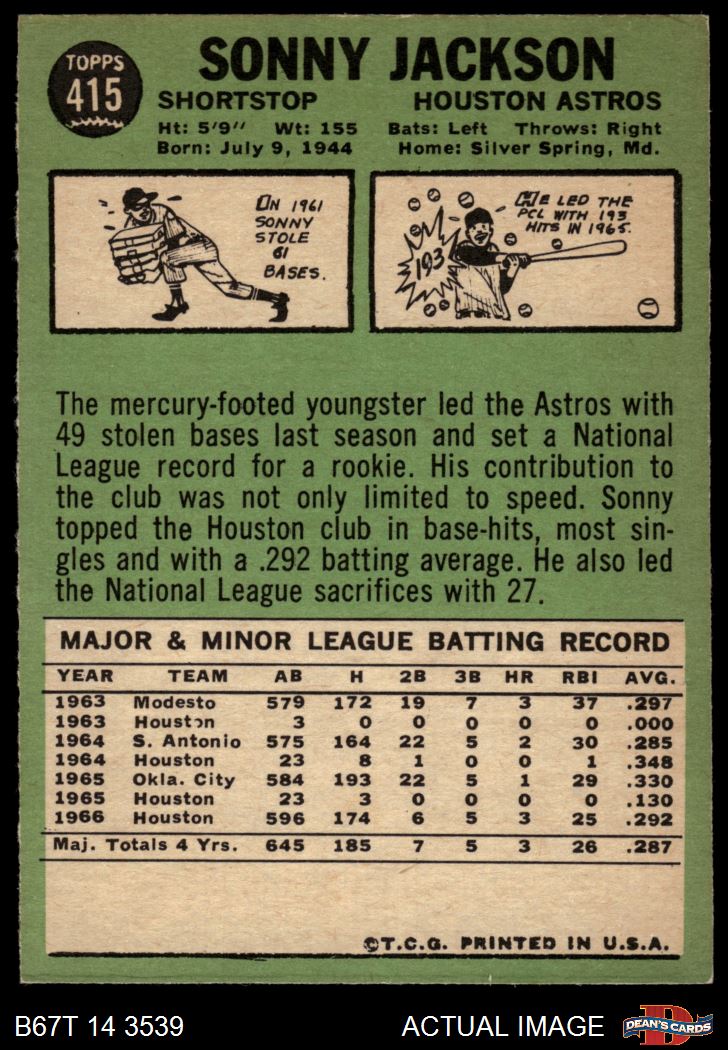 TOPPS
415
SONNY JACKSON
SHORTSTOP HOUSTON ASTROS
Ht: 5'9" Wt: 155 Bats: Left Throws: Right
Born: July 9, 1944 Home: Silver Spring, Md.
ON 1961
SONNY
STOLE
61
BASES.
HE LED THE
PCL WITH 193
HITS IN 1965.
193
The mercury-footed youngster led the Astros with
49 stolen bases last season and set a National
League record for a rookie. His contribution to
the club was not only limited to speed. Sonny
topped the Houston club in base-hits, most sin-
gles and with a .292 batting average. He also led
the National League sacrifices with 27.
MAJOR & MINOR LEAGUE BATTING RECORD
YEAR TEAM AB H 2B 3B HR RBI AVG.
1963 Modesto 579 172 19 7 3 37 .297
1963 Houston 3 0 0 0 0 0 .000
1964 S. Antonio 575 164 22 5 2 30 .285
1964 Houston 23 8 1 0 0 1 .348
1965 Okla. City 584 193 22 5 1 29 .330
1965 Houston 23 3 0 0 0 0 .130
1966 Houston 596 174 6 5 3 25 .292
Maj. Totals 4 Yrs. 645 185 7 5 3 26 .287
©T.C.G. PRINTED IN U.S.A.
B67T 14 3539 ACTUAL IMAGE
D
DEAN'S CARDS